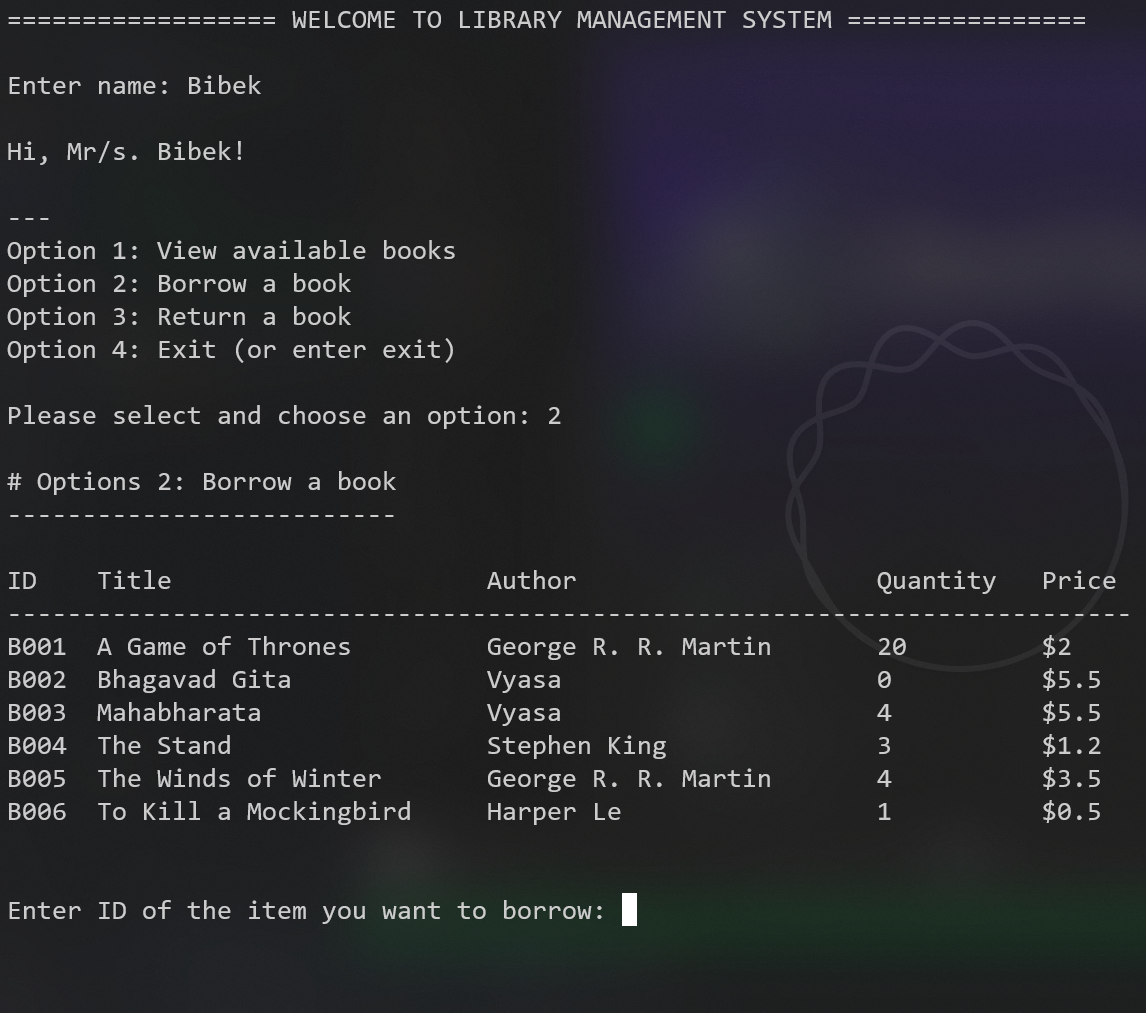 ================== WELCOME TO LIBRARY MANAGEMENT SYSTEM ================
Enter name: Bibek
Hi, Mr/s. Bibek!
---
Option 1: View available books
Option 2: Borrow a book
Option 3: Return a book
Option 4: Exit (or enter exit)
Please select and choose an option: 2
# Options 2: Borrow a book
--------------------------
ID    Title                     Author                    Quantity   Price
---------------------------------------------------------------------------
B001  A Game of Thrones         George R. R. Martin       20         $2
B002  Bhagavad Gita             Vyasa                     0          $5.5
B003  Mahabharata               Vyasa                     4          $5.5
B004  The Stand                 Stephen King              3          $1.2
B005  The Winds of Winter       George R. R. Martin       4          $3.5
B006  To Kill a Mockingbird     Harper Le                 1          $0.5
Enter ID of the item you want to borrow: